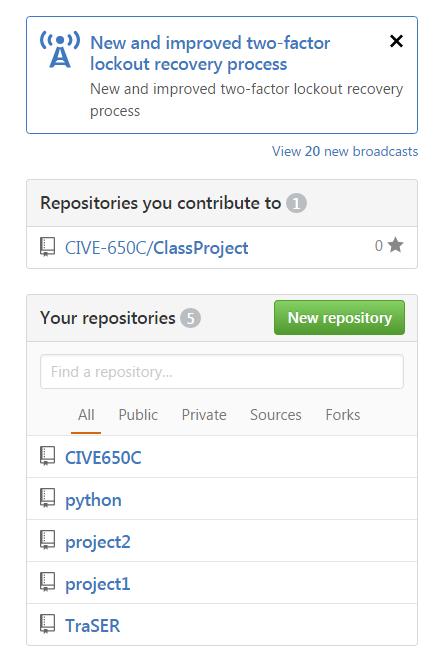 New and improved two-factor
lockout recovery process
New and improved two-factor lockout recovery
process
View 20 new broadcasts
Repositories you contribute to 1
CIVE-650C/ClassProject 0
Your repositories 5 New repository
Find a repository...
All Public Private Sources Forks
CIVE650C
python
project2
project1
TraSER